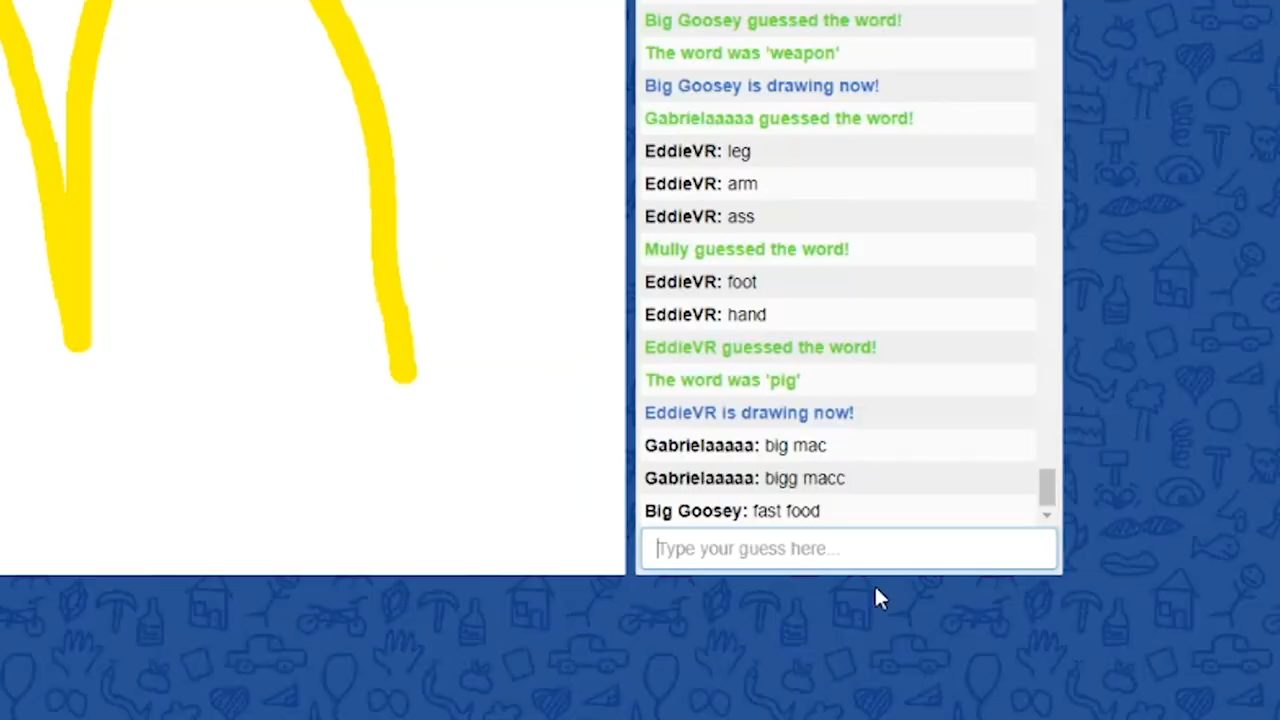 Big Goosey guessed the word!
The word was 'weapon'
Big Goosey is drawing now!
Gabrielaaaaa guessed the word!
EddieVR: leg
EddieVR: arm
EddieVR: ass
Mully guessed the word!
EddieVR: foot
EddieVR: hand
EddieVR guessed the word!
The word was 'pig'
EddieVR is drawing now!
Gabrielaaaaa: big mac
Gabrielaaaaa: bigg macc
Big Goosey: fast food
Type your guess here...